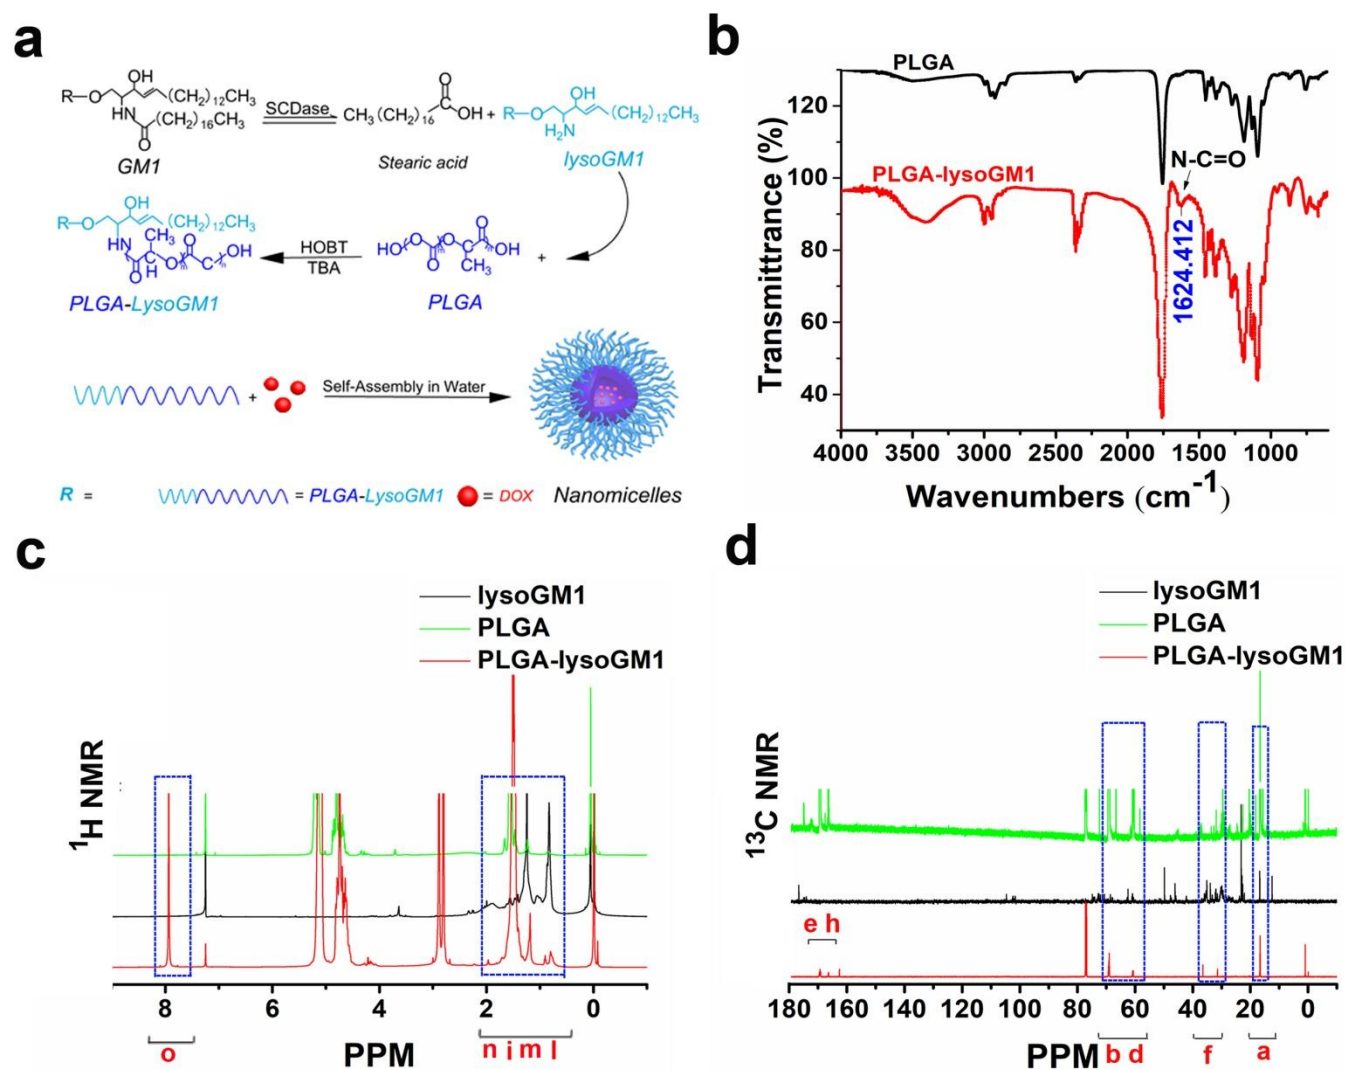 a
OH
R-O (CH₂)₁₂CH₃
HN
(CH₂)₁₆CH₃
O
GM1
SCDase
O
CH₃(CH₂)₁₆ C OH
Stearic acid
+
OH
R-O (CH₂)₁₂CH₃
H₂N
lysoGM1
OH
R-O (CH₂)₁₂CH₃
HN CH₃ O
C O n OH
O H m
PLGA-LysoGM1
HOBT
TBA
HO O n O m O C OH
O CH₃
PLGA
+
+
Self-Assembly in Water
R =
= PLGA-LysoGM1
= DOX
Nanomicelles
b
PLGA
N-C=O
PLGA-lysoGM1
1624.412
Transmittrance (%)
120
100
80
60
40
4000 3500 3000 2500 2000 1500 1000
Wavenumbers (cm⁻¹)
c
lysoGM1
PLGA
PLGA-lysoGM1
¹H NMR
8 6 4 2 0
o
PPM
n j m l
d
lysoGM1
PLGA
PLGA-lysoGM1
¹³C NMR
e h
180 160 140 120 100 80 60 40 20 0
PPM
b d
f
a